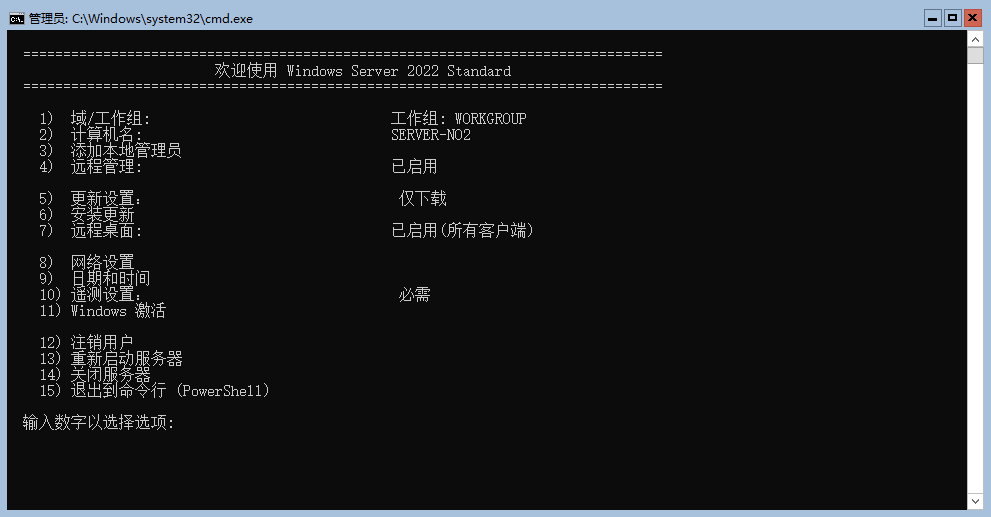 管理员: C:\Windows\system32\cmd.exe
================================================================================
欢迎使用 Windows Server 2022 Standard
================================================================================
1) 域/工作组: 工作组: WORKGROUP
2) 计算机名: SERVER-NO2
3) 添加本地管理员
4) 远程管理: 已启用
5) 更新设置: 仅下载
6) 安装更新
7) 远程桌面: 已启用(所有客户端)
8) 网络设置
9) 日期和时间
10) 遥测设置: 必需
11) Windows 激活
12) 注销用户
13) 重新启动服务器
14) 关闭服务器
15) 退出到命令行 (PowerShell)
输入数字以选择选项: